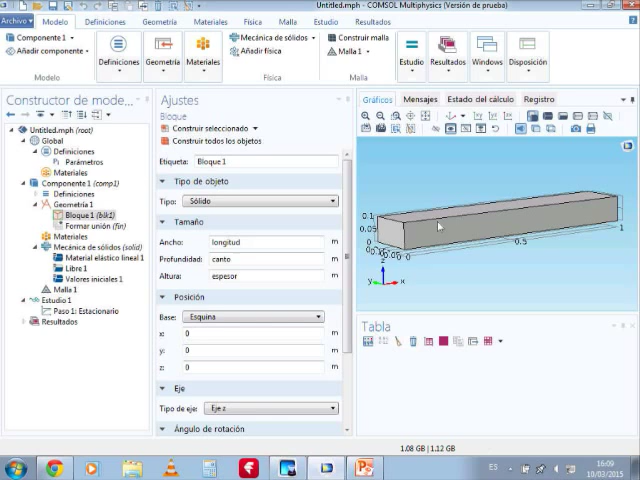 Untitled.mph - COMSOL Multiphysics (Versión de prueba)
Archivo
Modelo
Definiciones
Geometría
Materiales
Física
Malla
Estudio
Resultados
Componente 1
Añadir componente
Modelo
Definiciones
Geometría
Materiales
Mecánica de sólidos
Añadir física
Física
Construir malla
Malla 1
Malla
Estudio
Resultados
Windows
Disposición
Constructor de mode...
Untitled.mph (root)
Global
Definiciones
Pi Parámetros
Materiales
Componente 1 (comp1)
Definiciones
Geometría 1
Bloque 1 (blk1)
Formar unión (fin)
Materiales
Mecánica de sólidos (solid)
Material elástico lineal 1
Libre 1
Valores iniciales 1
Malla 1
Estudio 1
Paso 1: Estacionario
Resultados
Ajustes
Bloque
Construir seleccionado
Construir todos los objetos
Etiqueta: Bloque 1
Tipo de objeto
Tipo: Sólido
Tamaño
Ancho: longitud m
Profundidad: canto m
Altura: espesor m
Posición
Base: Esquina
x: 0 m
y: 0 m
z: 0 m
Eje
Tipo de eje: Eje z
Ángulo de rotación
Gráficos
Mensajes
Estado del cálculo
Registro
0.1
0.05
0
0
0.5
1
z
y
x
Tabla
1.08 GB | 1.12 GB
ES
16:09
10/03/2015